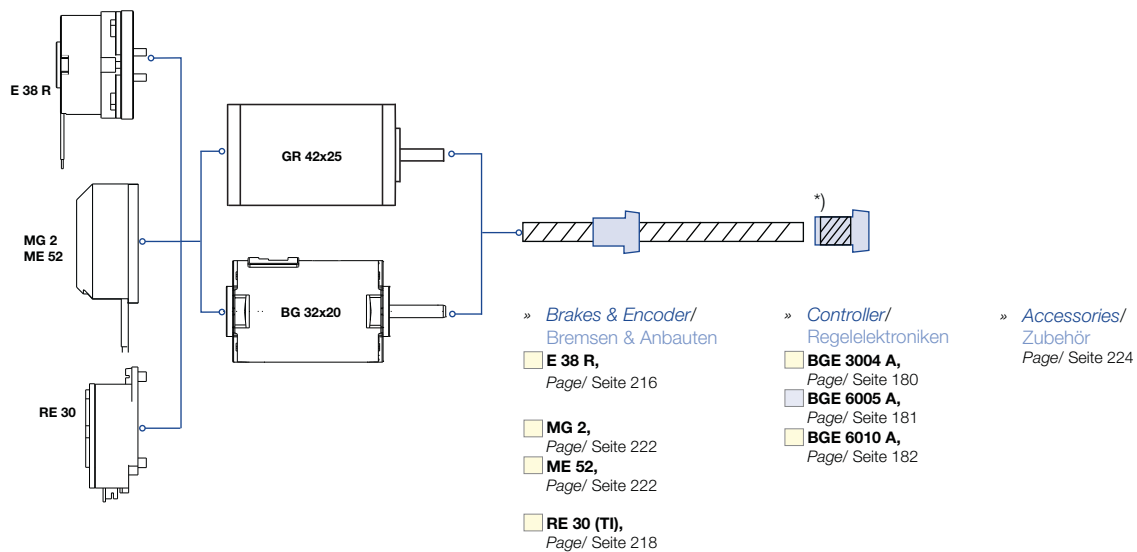 E 38 R
GR 42x25
*)
MG 2
ME 52
BG 32x20
RE 30
» Brakes & Encoder/
Bremsen & Anbauten
E 38 R,
Page/ Seite 216
MG 2,
Page/ Seite 222
ME 52,
Page/ Seite 222
RE 30 (TI),
Page/ Seite 218
» Controller/
Regelelektroniken
BGE 3004 A,
Page/ Seite 180
BGE 6005 A,
Page/ Seite 181
BGE 6010 A,
Page/ Seite 182
» Accessories/
Zubehör
Page/ Seite 224